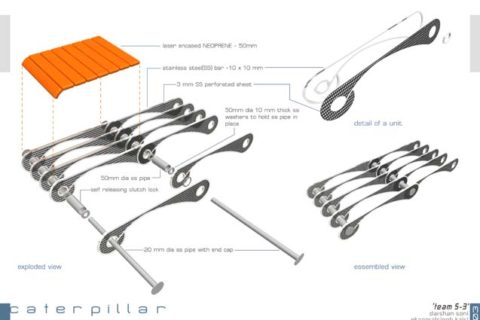 laser encased NEOPRENE - 50mm
stainless steel(SS) bar -10 x 10 mm
3 mm SS perforated sheet
50mm dia 10 mm thick ss
washers to hold ss pipe in
place
detail of a unit.
50mm dia ss pipe
self releasing clutch lock
20 mm dia ss pipe with end cap
exploded view
assembled view
caterpillar
'team 5-3'
darshan soni